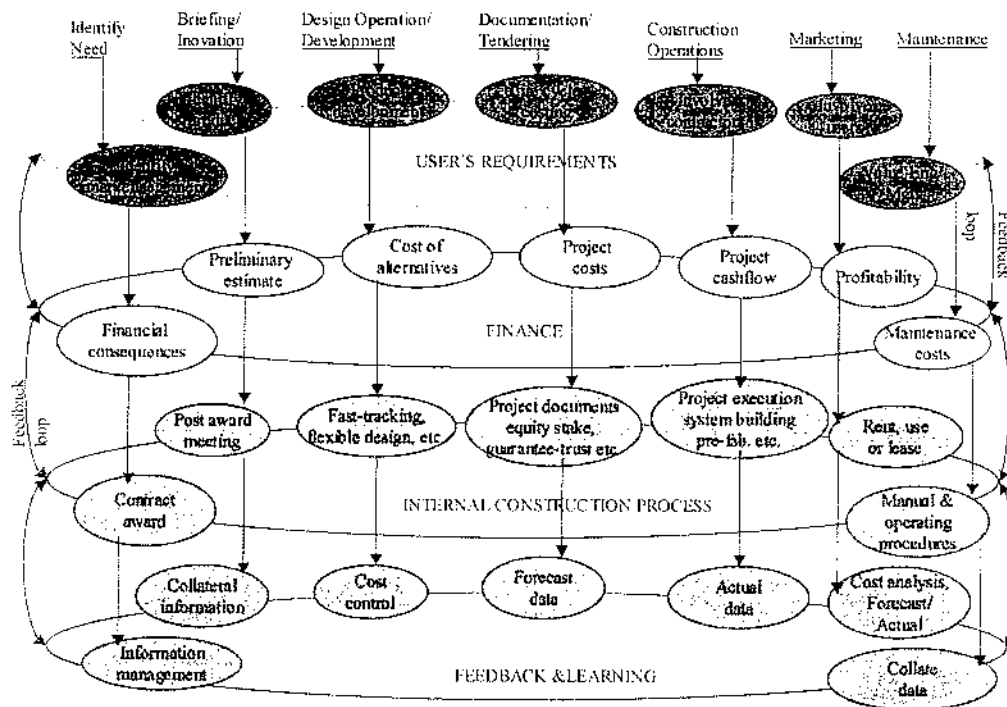 Identify
Need
Briefing/
Inovation
Design Operation/
Development
Documentation/
Tendering
Construction
Operations
Marketing
Maintenance
USER'S REQUIREMENTS
Feedback
loop
Preliminary
estimate
Cost of
alternatives
Project
costs
Project
cashflow
Profitability
Financial
consequences
FINANCE
Maintenance
costs
Feedback
loop
Post award
meeting
Fast-tracking,
flexible design, etc
Project documents
equity stake,
guarantee-trust etc.
Project execution
system building
pre-fab. etc.
Rent, use
or lease
Contract
award
INTERNAL CONSTRUCTION PROCESS
Manual &
operating
procedures
Collateral
information
Cost
control
Forecast
data
Actual
data
Cost analysis,
Forecast/
Actual
Information
management
FEEDBACK &LEARNING
Collate
data